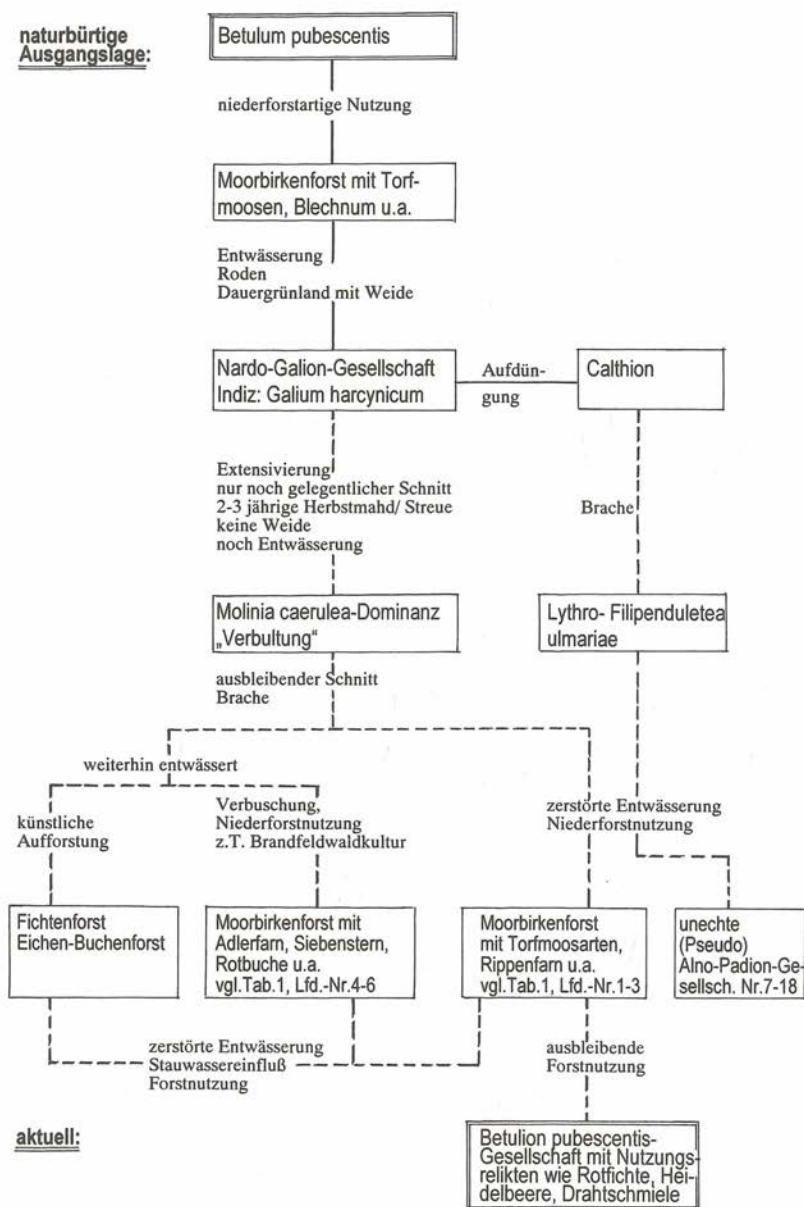 naturbürtige
Ausgangslage:
Betulum pubescentis
niederforstartige Nutzung
Moorbirkenforst mit Torf-
moosen, Blechnum u.a.
Entwässerung
Roden
Dauergrünland mit Weide
Nardo-Galion-Gesellschaft
Indiz: Galium harcynicum
Aufdün-
gung
Calthion
Extensivierung
nur noch gelegentlicher Schnitt
2-3 jährige Herbstmahd/ Streue
keine Weide
noch Entwässerung
Brache
Molinia caerulea-Dominanz
„Verbultung“
Lythro- Filipenduletea
ulmariae
ausbleibender Schnitt
Brache
weiterhin entwässert
künstliche
Aufforstung
Verbuschung,
Niederforstnutzung
z.T. Brandfeldwaldkultur
zerstörte Entwässerung
Niederforstnutzung
Fichtenforst
Eichen-Buchenforst
Moorbirkenforst mit
Adlerfarn, Siebenstern,
Rotbuche u.a.
vgl.Tab.1, Lfd.-Nr.4-6
Moorbirkenforst
mit Torfmoosarten,
Rippenfarn u.a.
vgl.Tab.1, Lfd.-Nr.1-3
unechte
(Pseudo)
Alno-Padion-Ge-
sellsch. Nr.7-18
zerstörte Entwässerung
Stauwassereinfluß
Forstnutzung
ausbleibende
Forstnutzung
aktuell:
Betulion pubescentis-
Gesellschaft mit Nutzungs-
relikten wie Rotfichte, Hei-
delbeere, Drahtschmiele